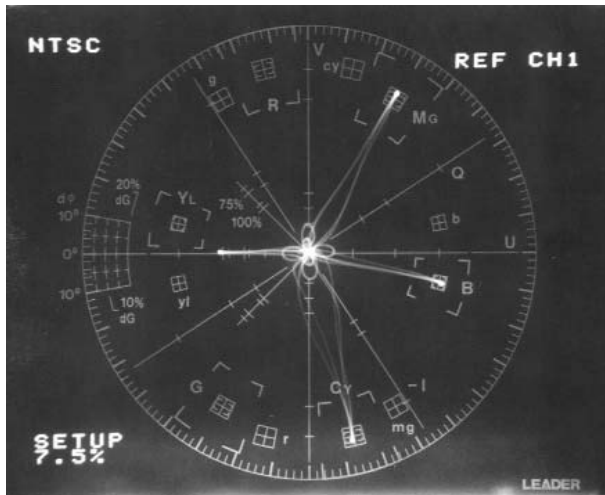 NTSC
REF CH1
V
cy
g
R
MG
Q
dφ
20%
dG
10°
YL
75%
100%
b
0°
U
B
10°
yl
10%
dG
G
CY
-I
mg
r
SETUP
7.5%
LEADER